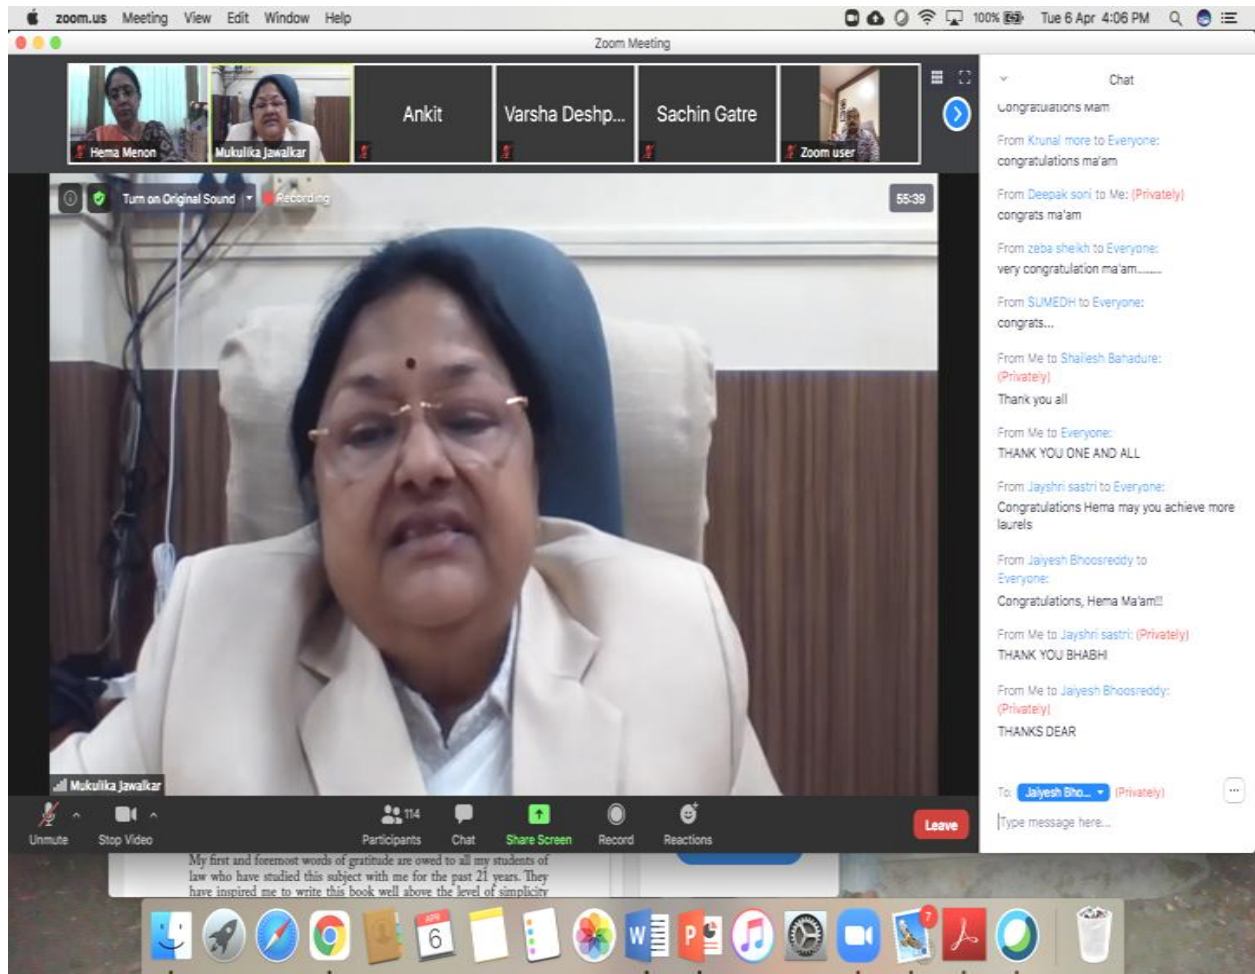 zoom.us Meeting View Edit Window Help 100% Tue 6 Apr 4:06 PM
Zoom Meeting
Ankit
Varsha Deshp...
Sachin Gatre
Hema Menon
Mukulika Jawalkar
Zoom user
Turn on Original Sound
Recording
55:39
Mukulika Jawalkar
Unmute
Stop Video
114
Participants
Chat
Share Screen
Record
Reactions
Leave
Chat
Congratulations Mam
From Krunal more to Everyone:
congratulations ma'am
From Deepak soni to Me: (Privately)
congrats ma'am
From zeba sheikh to Everyone:
very congratulation ma'am.........
From SUMEDH to Everyone:
congrats...
From Me to Shailesh Bahadure:
(Privately)
Thank you all
From Me to Everyone:
THANK YOU ONE AND ALL
From Jayshri sastri to Everyone:
Congratulations Hema may you achieve more
laurels
From Jaiyesh Bhoosreddy to
Everyone:
Congratulations, Hema Ma'am!!
From Me to Jayshri sastri: (Privately)
THANK YOU BHABHI
From Me to Jaiyesh Bhoosreddy:
(Privately)
THANKS DEAR
To: Jaiyesh Bho... (Privately)
Type message here...
My first and foremost words of gratitude are owed to all my students of
law who have studied this subject with me for the past 21 years. They
have inspired me to write this book well above the level of simplicity
APR
6
7